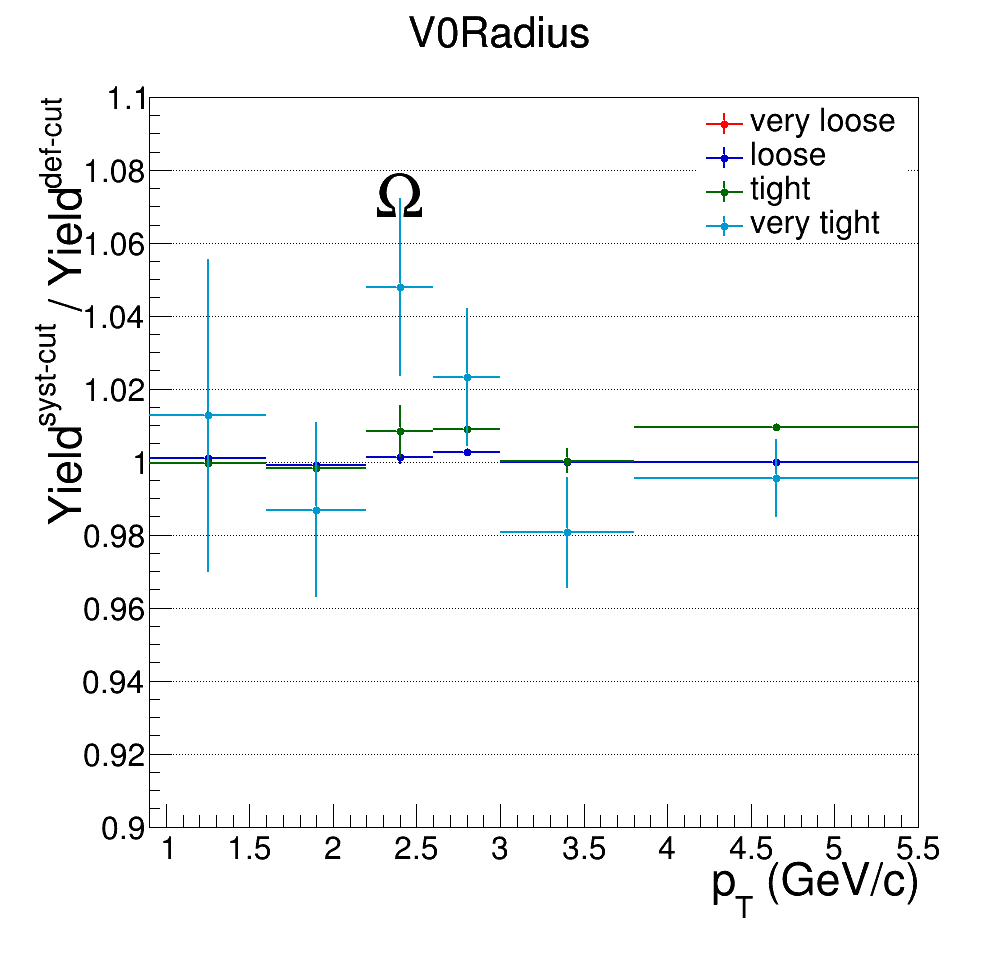 V0Radius
Yield^syst-cut / Yield^def-cut
1.1
1.08
1.06
1.04
1.02
1
0.98
0.96
0.94
0.92
0.9
Ω
very loose
loose
tight
very tight
1 1.5 2 2.5 3 3.5 4 4.5 5 5.5
p_T (GeV/c)